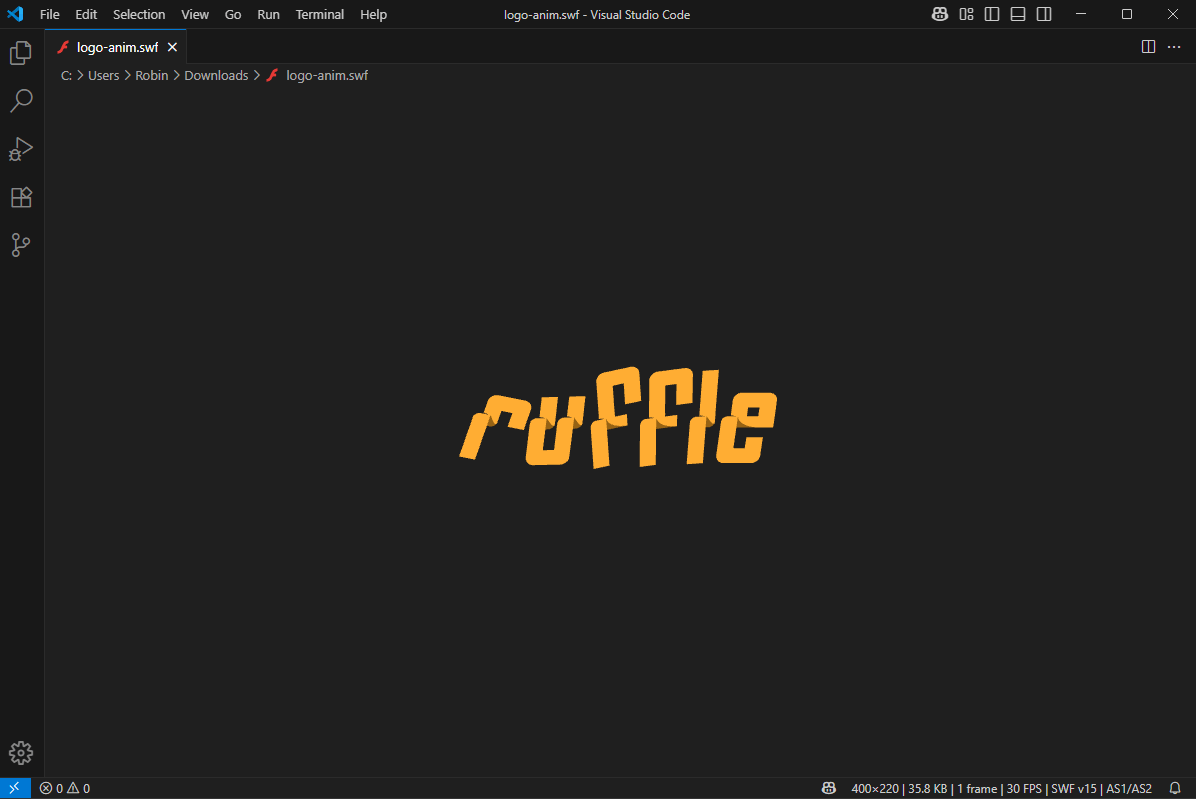 File Edit Selection View Go Run Terminal Help
logo-anim.swf - Visual Studio Code
logo-anim.swf
C: > Users > Robin > Downloads > logo-anim.swf
ruffle
0 0
400×220 | 35.8 KB | 1 frame | 30 FPS | SWF v15 | AS1/AS2